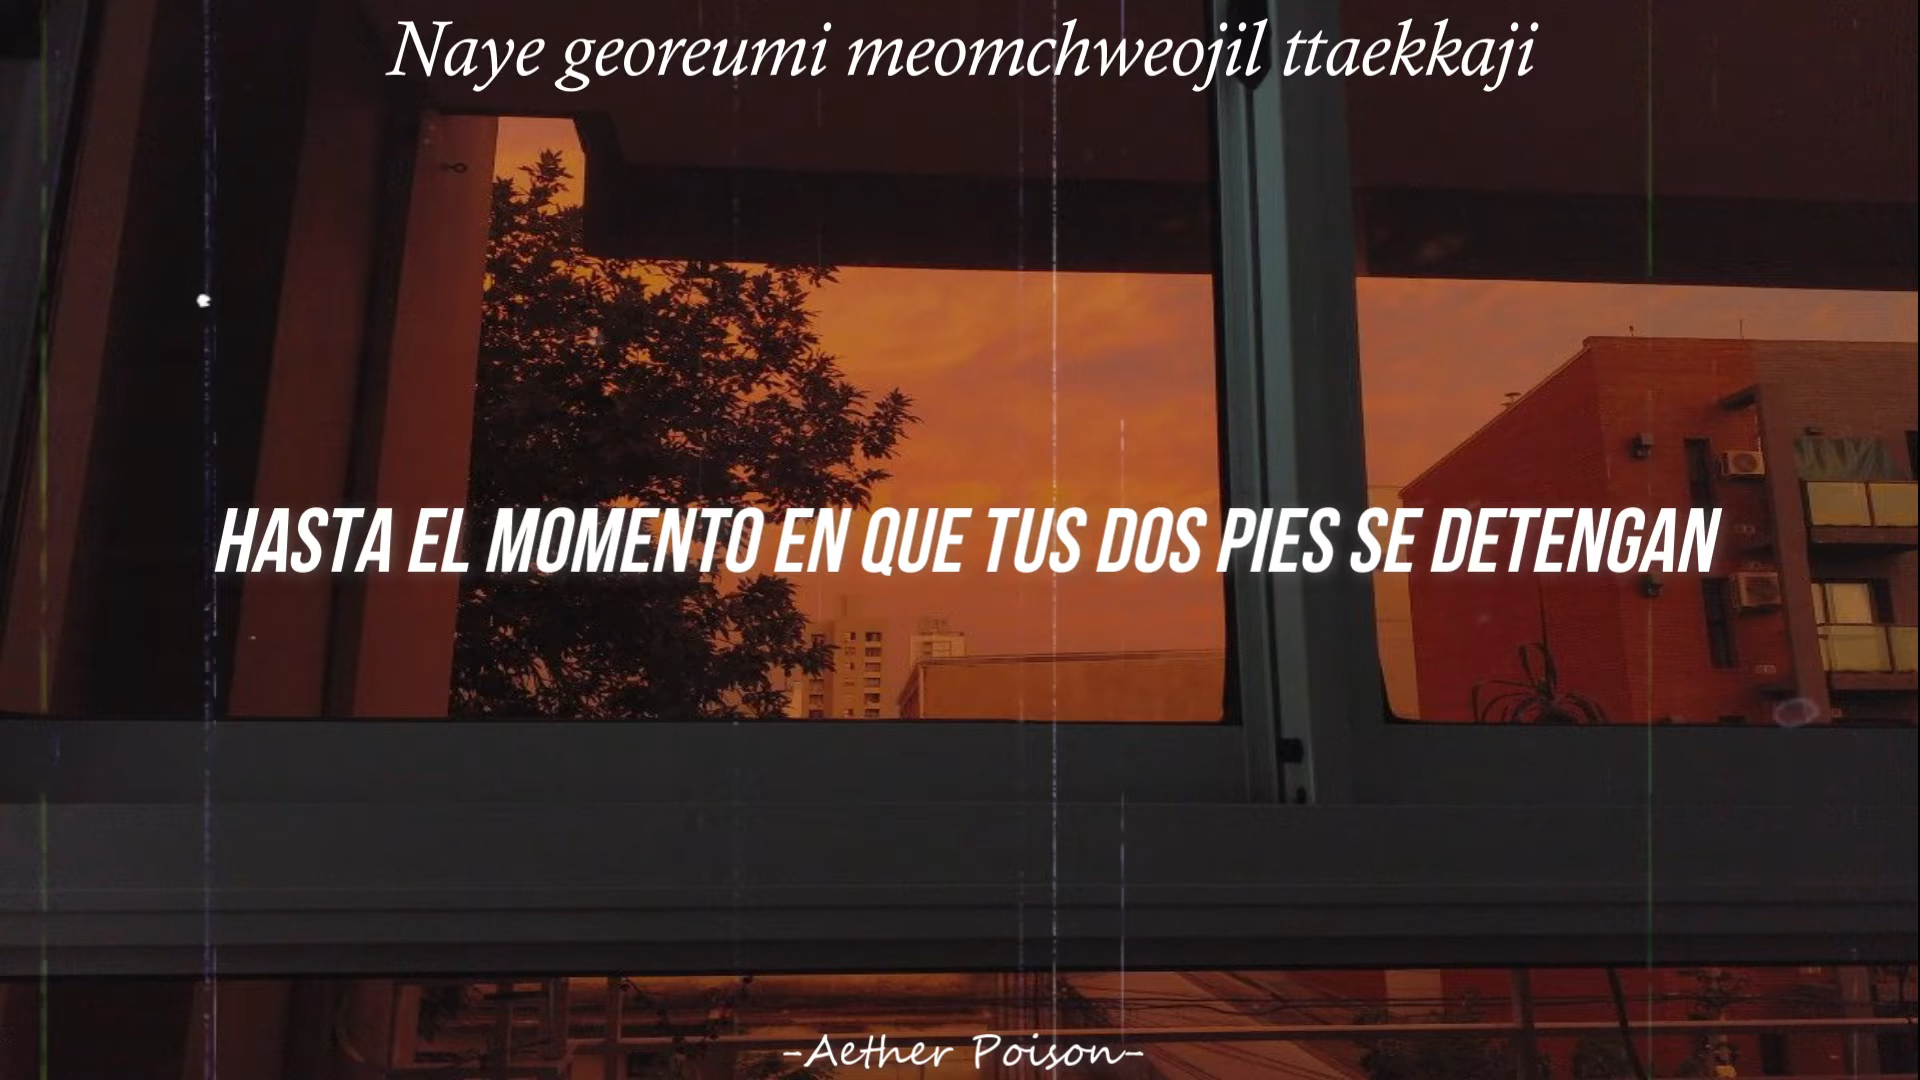 Naye georeumi meomchweojil ttaekkaji
HASTA EL MOMENTO EN QUE TUS DOS PIES SE DETENGAN
-Aether Poison-